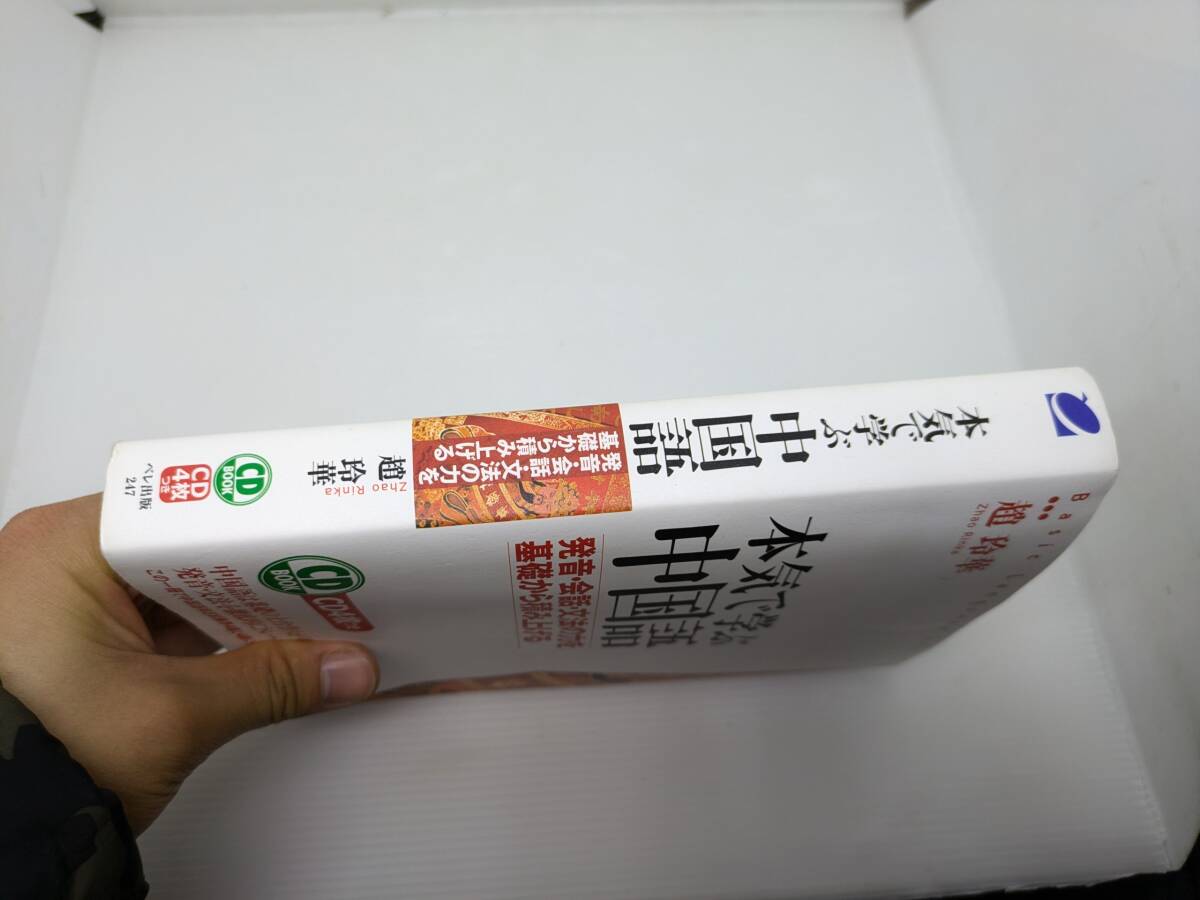 本気で学ぶ
中国語
発音・会話・文法の力を
基礎から積み上げる
趙 玲華
Zhao Rinka
CD
BOOK
CD
4枚
つき
ベレ出版
247
Basic
趙 玲華
Zhao Rinka
本気で学ぶ
中国語
発音・会話・文法の力を
基礎から積み上げる
CD
BOOK